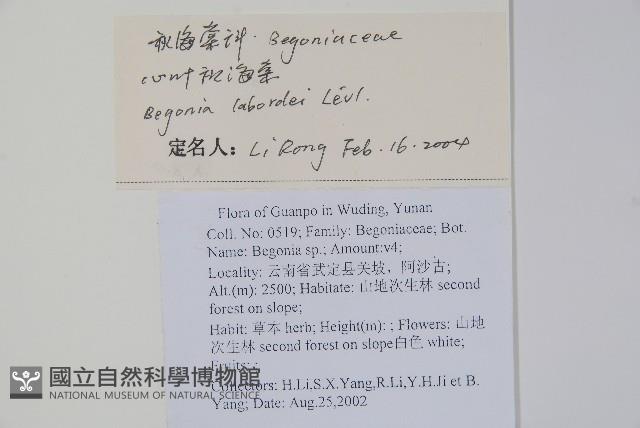 秋海棠科. Begoniaceae
心叶秋海棠
Begonia labordei Lévl.
定名人: Li Rong Feb. 16. 2004
Flora of Guanpo in Wuding, Yunan
Coll. No: 0519; Family: Begoniaceae; Bot.
Name: Begonia sp.; Amount:v4;
Locality: 云南省武定县关坡，阿沙古;
Alt.(m): 2500; Habitate: 山地次生林 second
forest on slope;
Habit: 草本 herb; Height(m): ; Flowers: 山地
次生林 second forest on slope白色 white;
Fruits: ;
Collectors: H.Li,S.X.Yang,R.Li,Y.H.Ji et B.
Yang; Date: Aug.25,2002
國立自然科學博物館
NATIONAL MUSEUM OF NATURAL SCIENCE